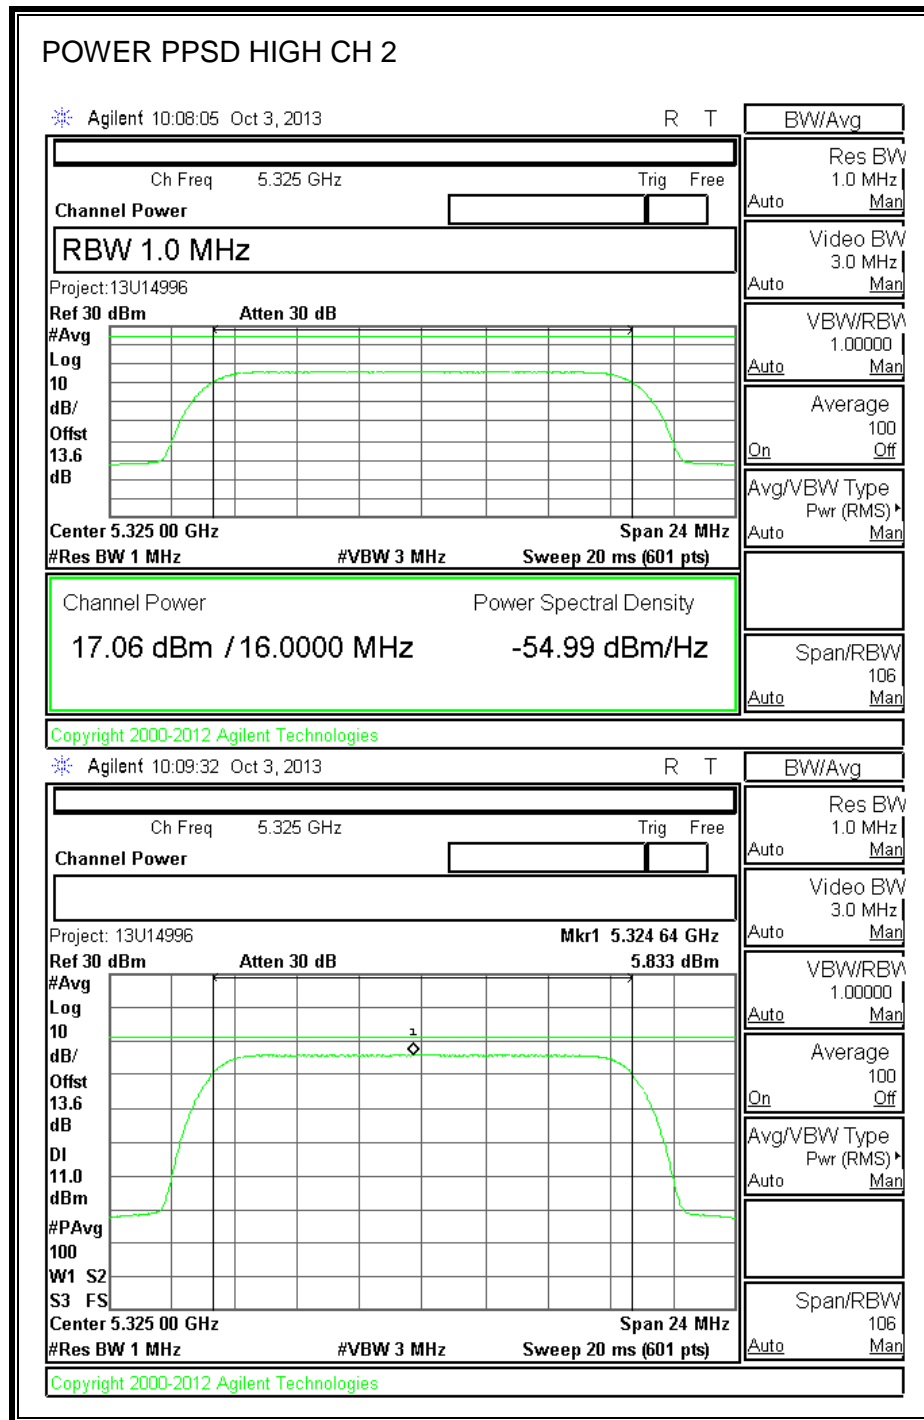 POWER PPSD HIGH CH 2
Agilent 10:08:05 Oct 3, 2013 R T
BW/Avg
Ch Freq 5.325 GHz Trig Free
Channel Power
RBW 1.0 MHz
Project:13U14996
Ref 30 dBm Atten 30 dB
#Avg
Log
10
dB/
Offst
13.6
dB
Center 5.325 00 GHz Span 24 MHz
#Res BW 1 MHz #VBW 3 MHz Sweep 20 ms (601 pts)
Channel Power Power Spectral Density
17.06 dBm / 16.0000 MHz -54.99 dBm/Hz
Res BW
1.0 MHz
Auto Man
Video BW
3.0 MHz
Auto Man
VBW/RBW
1.00000
Auto Man
Average
100
On Off
Avg/VBW Type
Pwr (RMS)
Auto Man
Span/RBW
106
Auto Man
Copyright 2000-2012 Agilent Technologies
Agilent 10:09:32 Oct 3, 2013 R T
BW/Avg
Ch Freq 5.325 GHz Trig Free
Channel Power
Project: 13U14996 Mkr1 5.324 64 GHz
Ref 30 dBm Atten 30 dB 5.833 dBm
#Avg
Log
10
dB/
Offst
13.6
dB
DI
11.0
dBm
#PAvg
100
W1 S2
S3 FS
1
Center 5.325 00 GHz Span 24 MHz
#Res BW 1 MHz #VBW 3 MHz Sweep 20 ms (601 pts)
Res BW
1.0 MHz
Auto Man
Video BW
3.0 MHz
Auto Man
VBW/RBW
1.00000
Auto Man
Average
100
On Off
Avg/VBW Type
Pwr (RMS)
Auto Man
Span/RBW
106
Auto Man
Copyright 2000-2012 Agilent Technologies